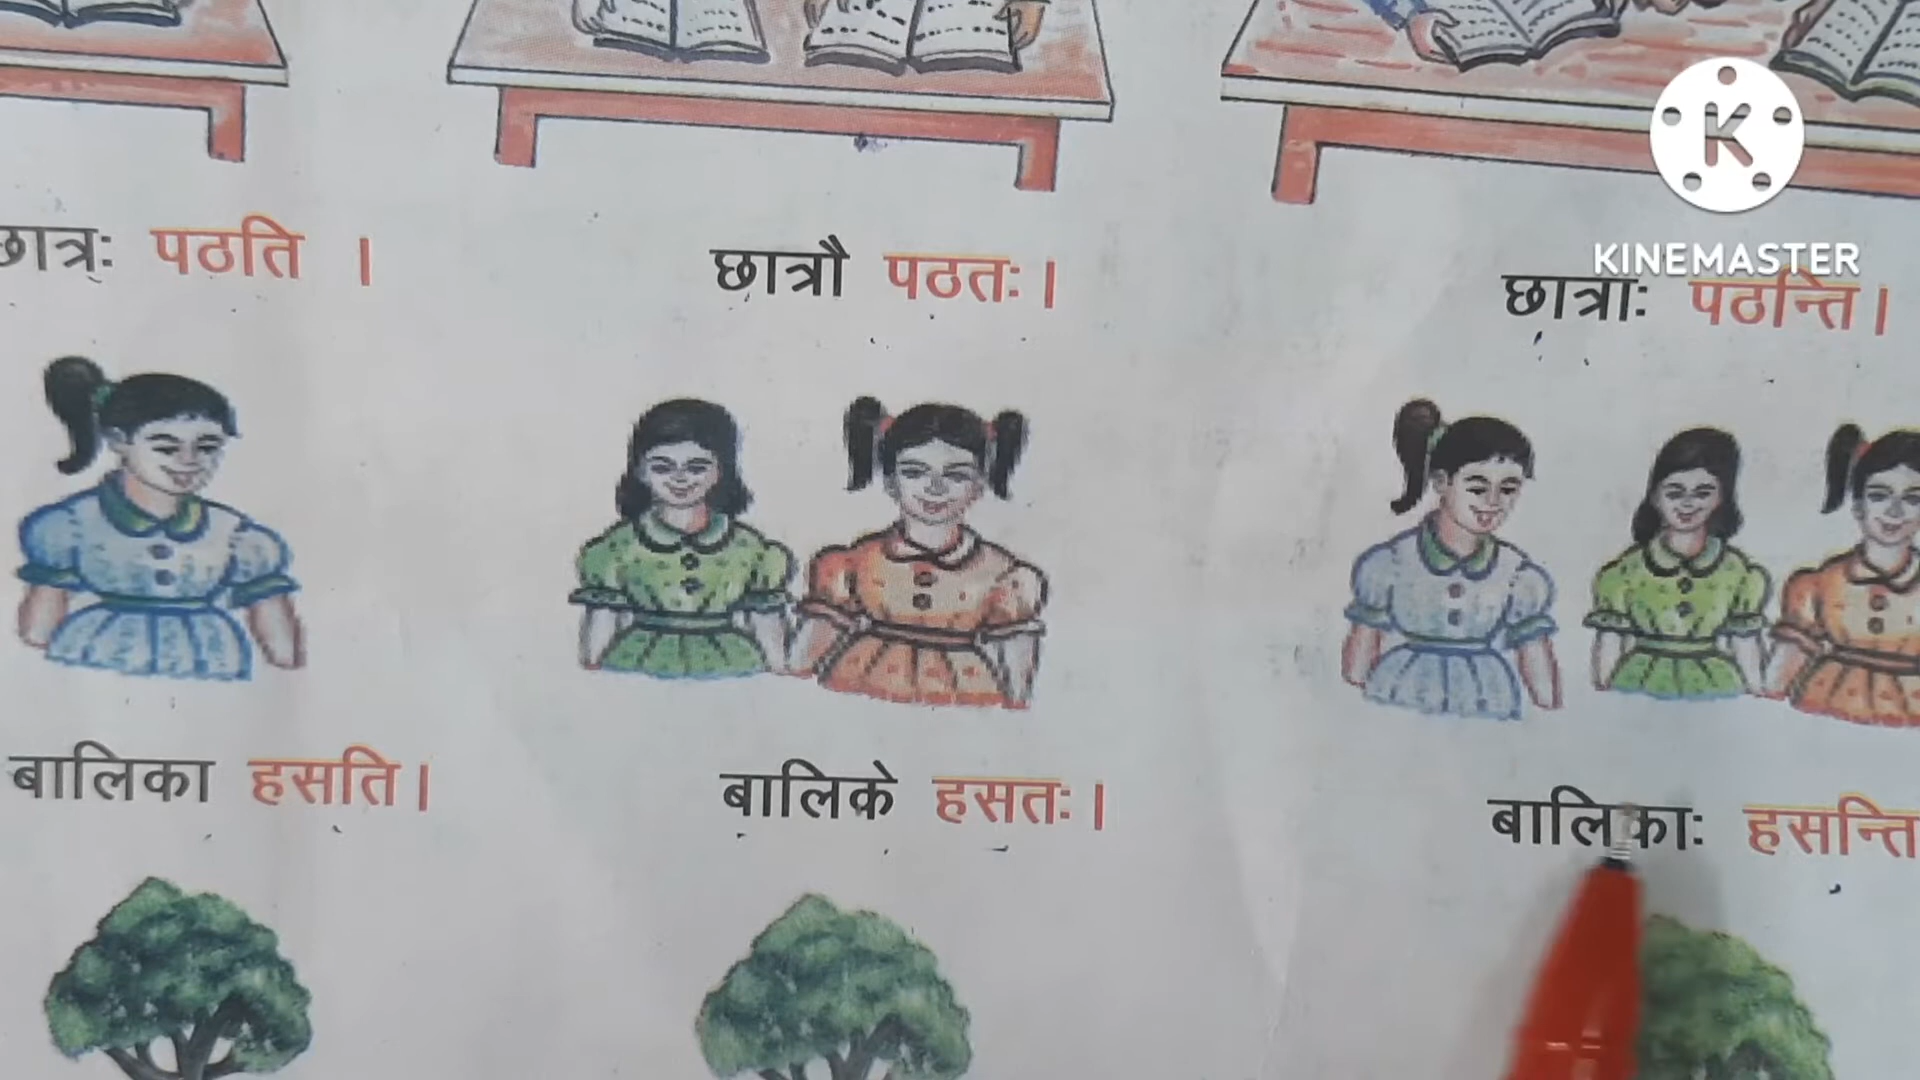 छात्रः पठति ।
छात्रौ पठतः ।
छात्राः पठन्ति ।
KINEMASTER
बालिका हसति ।
बालिके हसतः ।
बालिकाः हसन्ति